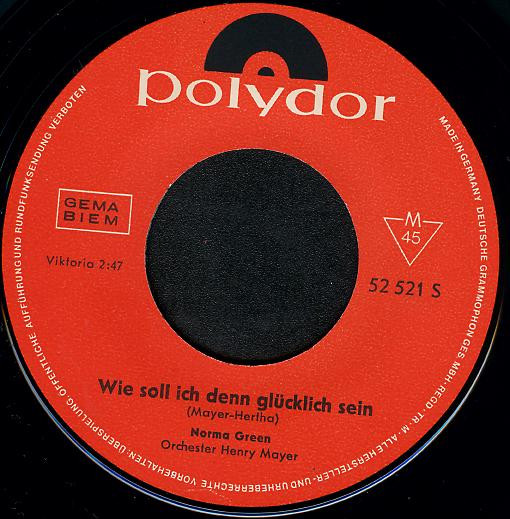 polydor
GEMA
BIEM
Viktoria 2:47
M
45
52 521 S
Wie soll ich denn glücklich sein
(Mayer-Hertha)
Norma Green
Orchester Henry Mayer
MADE IN GERMANY DEUTSCHE GRAMMOPHON GES. MBH - REGD - TR - M. ALLE HERSTELLER- UND URHEBERRECHTE VORBEHALTEN · ÜBERSPIELUNG, ÖFFENTLICHE AUFFÜHRUNG UND RUNDFUNKSENDUNG VERBOTEN